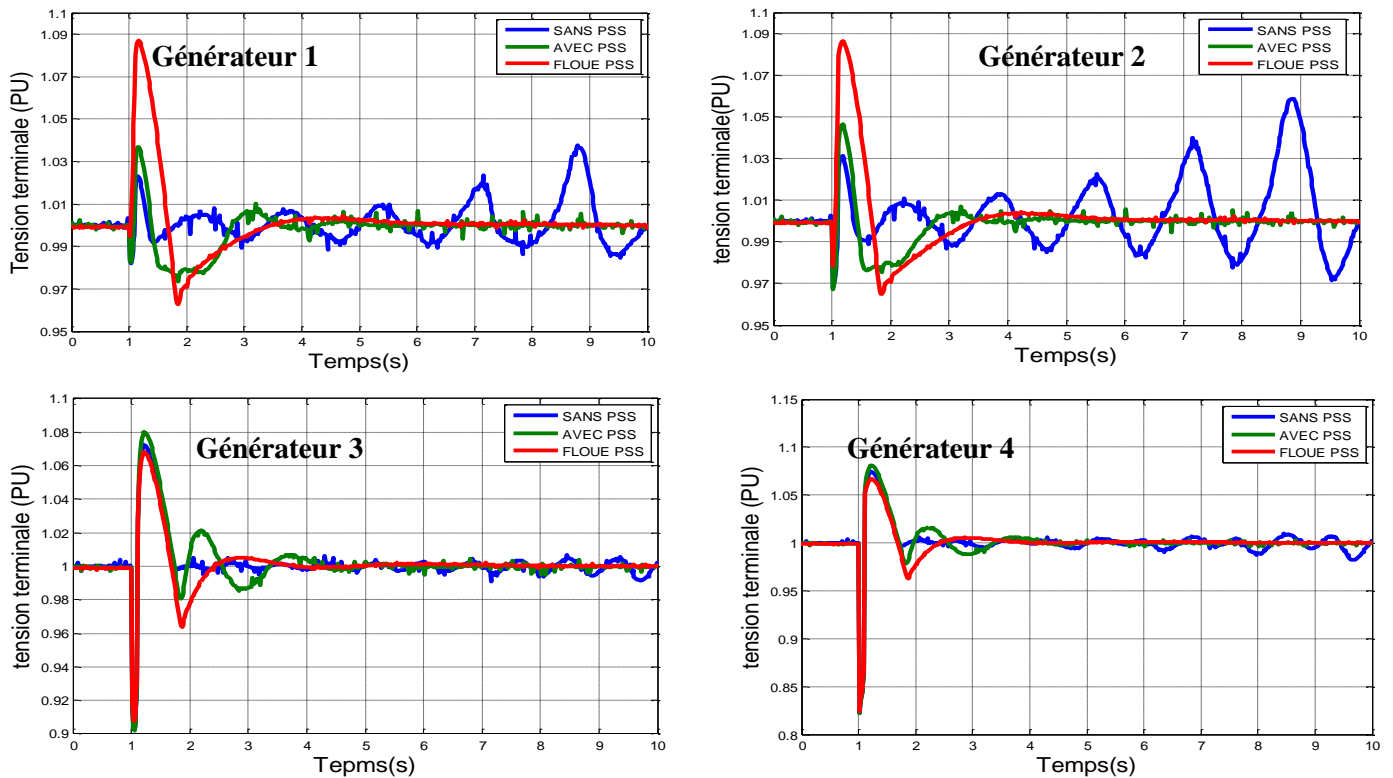 Générateur 1
SANS PSS
AVEC PSS
FLOUE PSS
Tension terminale (PU)
1.1
1.09
1.07
1.05
1.03
1.01
0.99
0.97
0.95
0 1 2 3 4 5 6 7 8 9 10
Temps(s)
Générateur 2
SANS PSS
AVEC PSS
FLOUE PSS
tension terminale(PU)
1.1
1.09
1.07
1.05
1.03
1.01
0.99
0.97
0.95
0 1 2 3 4 5 6 7 8 9 10
Temps(s)
Générateur 3
SANS PSS
AVEC PSS
FLOUE PSS
tension terminale (PU)
1.1
1.08
1.06
1.04
1.02
1
0.98
0.96
0.94
0.92
0.9
0 1 2 3 4 5 6 7 8 9 10
Tepms(s)
Générateur 4
SANS PSS
AVEC PSS
FLOUE PSS
tension terminale (PU)
1.15
1.1
1.05
1
0.95
0.9
0.85
0.8
0 1 2 3 4 5 6 7 8 9 10
Temps(s)